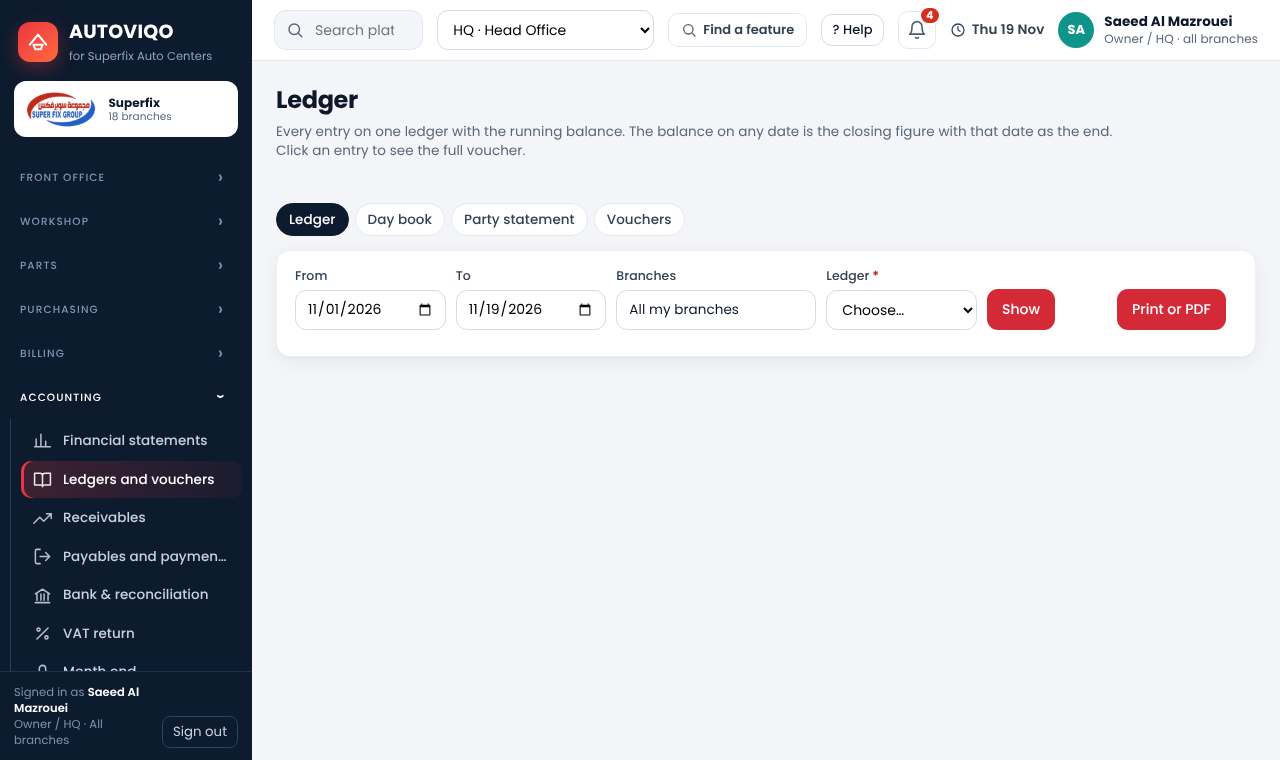 AUTOVIQO
for Superfix Auto Centers
مجموعة سوبر فكس
SUPER FIX GROUP
Superfix
18 branches
FRONT OFFICE
WORKSHOP
PARTS
PURCHASING
BILLING
ACCOUNTING
Financial statements
Ledgers and vouchers
Receivables
Payables and paymen...
Bank & reconciliation
VAT return
Month end
Signed in as Saeed Al Mazrouei
Owner / HQ · All branches
Sign out
Search plat
HQ · Head Office
Find a feature
? Help
4
Thu 19 Nov
SA
Saeed Al Mazrouei
Owner / HQ · all branches
Ledger
Every entry on one ledger with the running balance. The balance on any date is the closing figure with that date as the end.
Click an entry to see the full voucher.
Ledger
Day book
Party statement
Vouchers
From
To
Branches
Ledger *
11/01/2026
11/19/2026
All my branches
Choose...
Show
Print or PDF